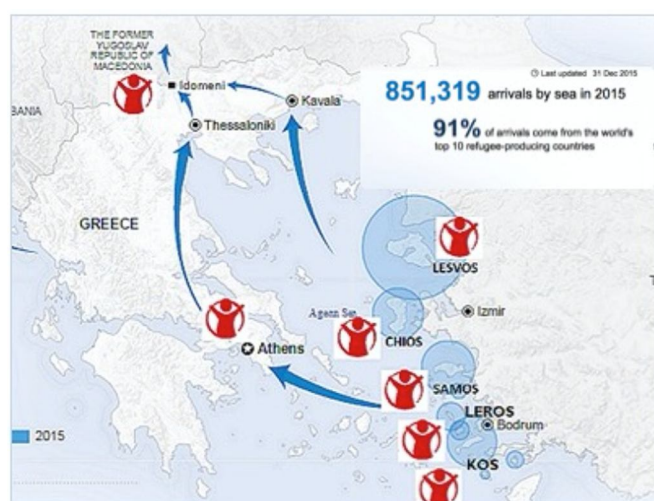 THE FORMER
YUGOSLAV
REPUBLIC OF
MACEDONIA
Idomeni
Kavala
Thessaloniki
BANIA
GREECE
Last updated 31 Dec 2015
851,319 arrivals by sea in 2015
91% of arrivals come from the world's
top 10 refugee-producing countries
LESVOS
Izmir
CHIOS
Athens
SAMOS
LEROS
Bodrum
KOS
2015